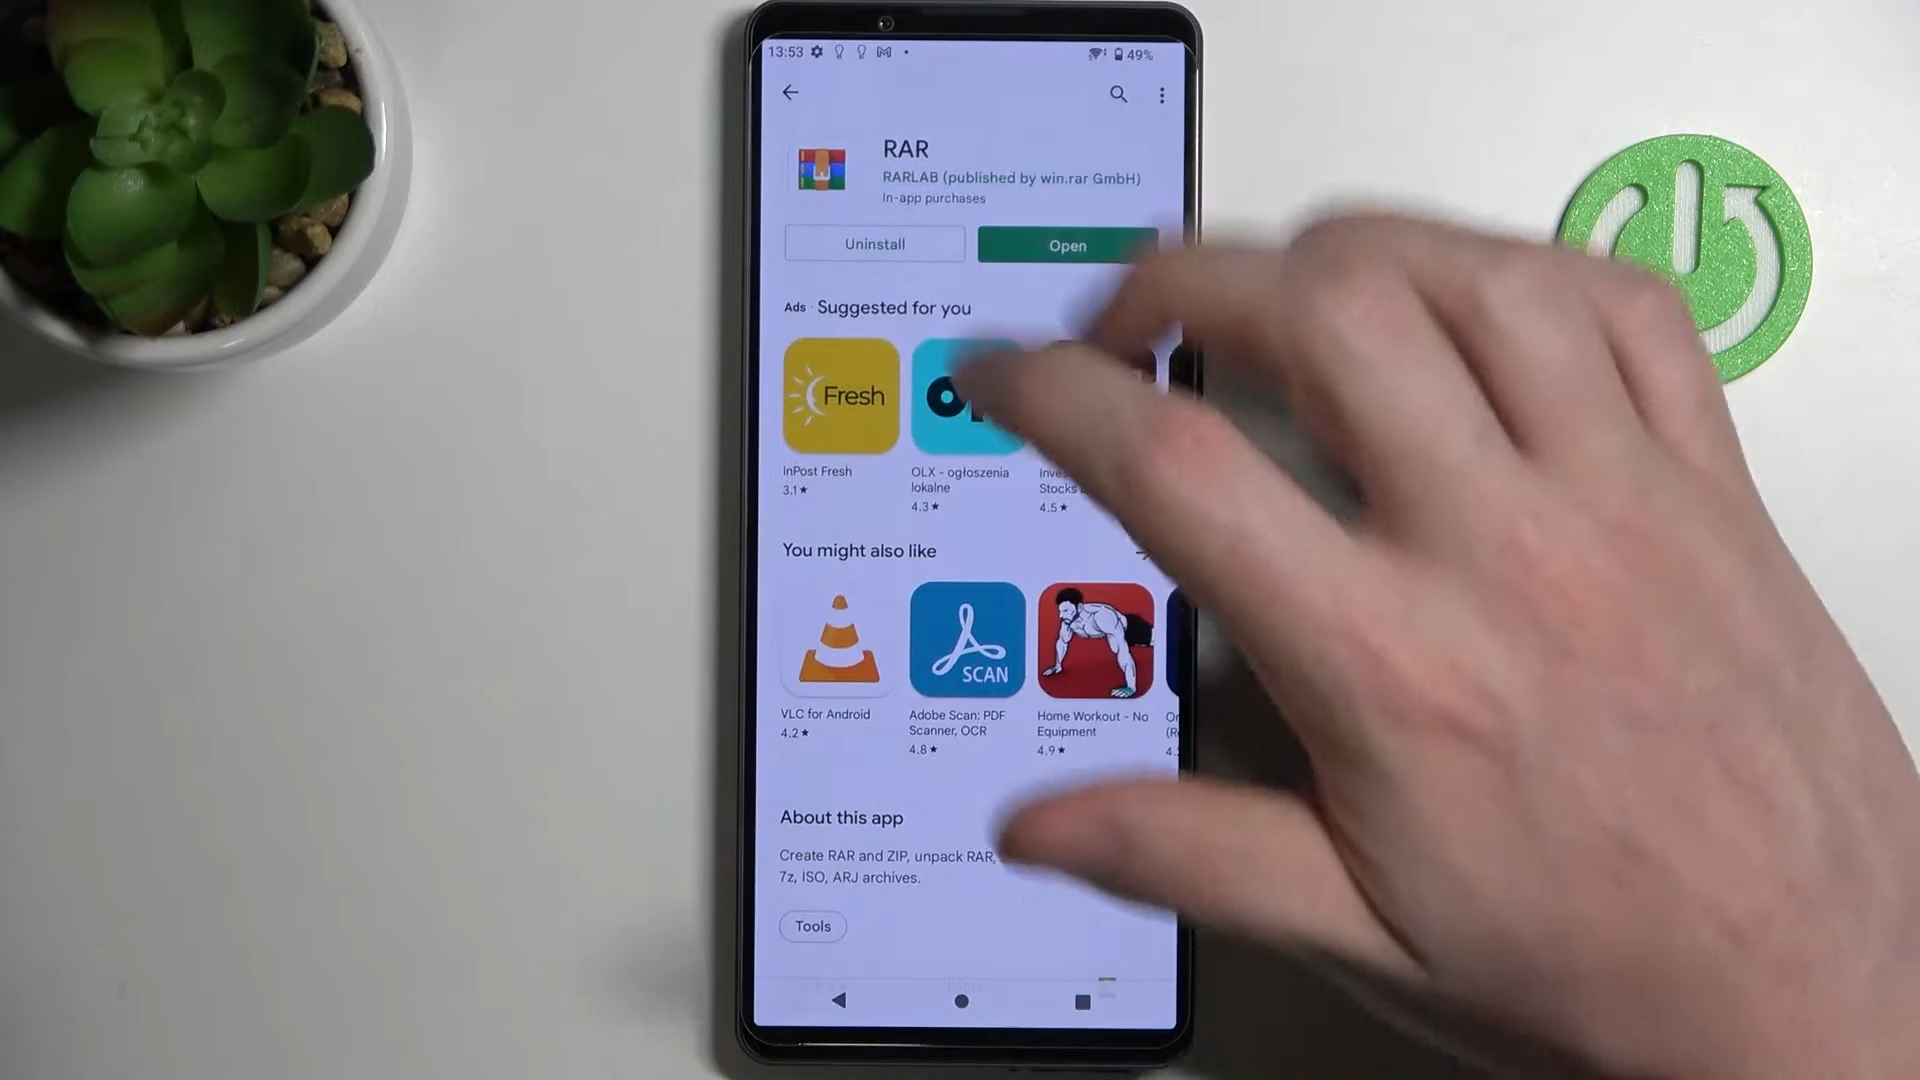 13:53
49%
RAR
RARLAB (published by win.rar GmbH)
In-app purchases
Uninstall
Open
Ads · Suggested for you
Fresh
InPost Fresh
3.1★
OLX - ogłoszenia
lokalne
4.3★
Stocks
4.5★
You might also like
SCAN
VLC for Android
4.2★
Adobe Scan: PDF
Scanner, OCR
4.8★
Home Workout - No
Equipment
4.9★
About this app
Create RAR and ZIP, unpack RAR,
7z, ISO, ARJ archives.
Tools